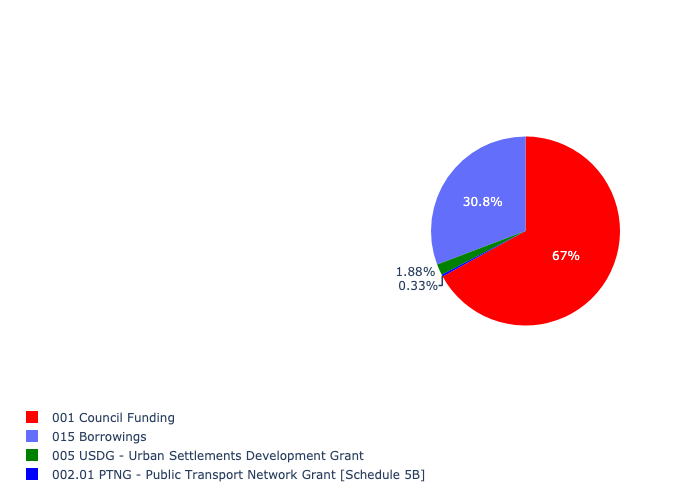 30.8%
67%
1.88%
0.33%
001 Council Funding
015 Borrowings
005 USDG - Urban Settlements Development Grant
002.01 PTNG - Public Transport Network Grant [Schedule 5B]